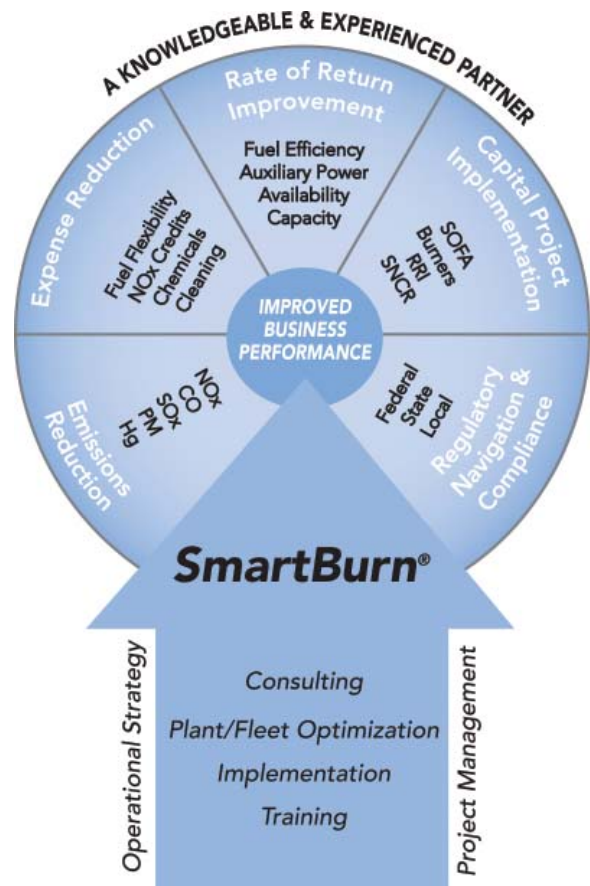 A KNOWLEDGEABLE & EXPERIENCED PARTNER
Rate of Return
Improvement
Fuel Efficiency
Auxiliary Power
Availability
Capacity
Expense Reduction
Fuel Flexibility
NOx Credits
Chemicals
Cleaning
Capital Project
Implementation
SOFA
Burners
RRI
SNCR
IMPROVED
BUSINESS
PERFORMANCE
Emissions
Reduction
NOx
CO
SOx
PM
Hg
Federal
State
Local
Regulatory
Navigation &
Compliance
SmartBurn®
Operational Strategy
Consulting
Plant/Fleet Optimization
Implementation
Training
Project Management